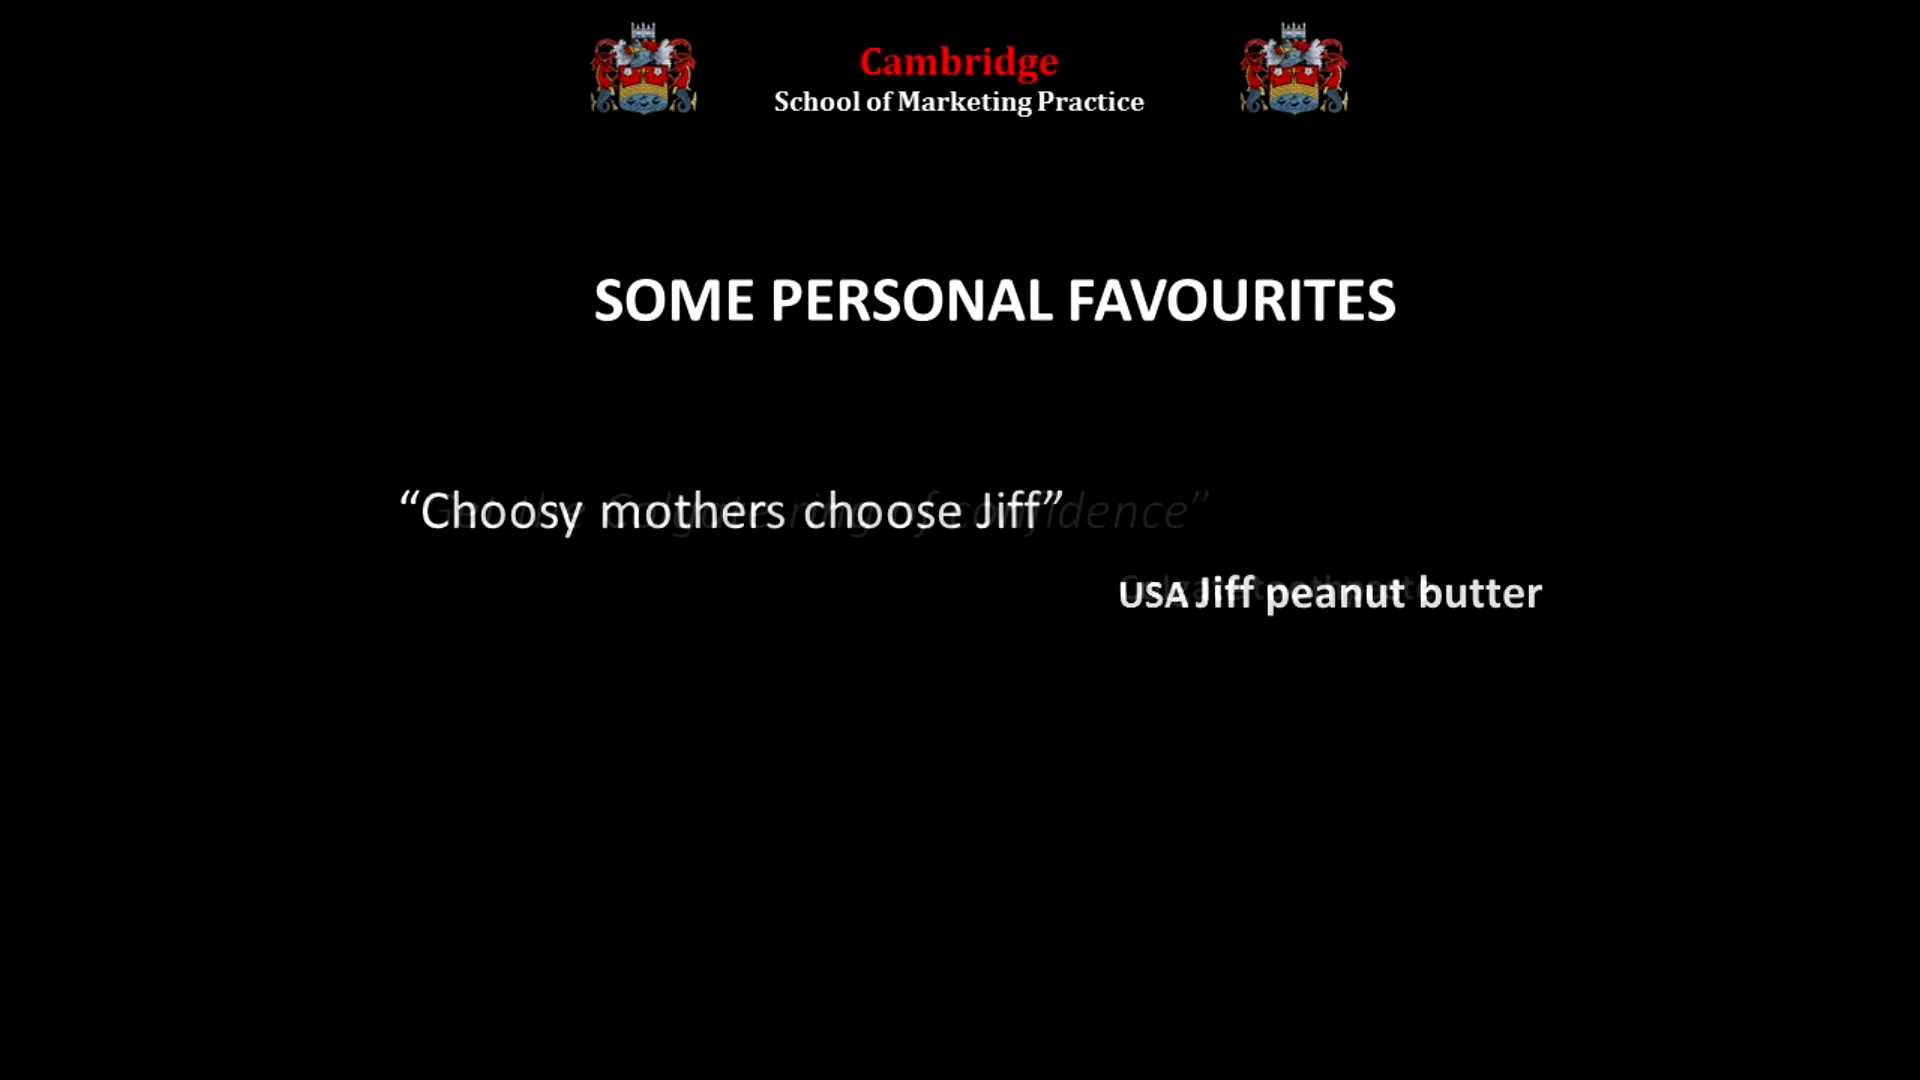 Cambridge
School of Marketing Practice
SOME PERSONAL FAVOURITES
“Choosy mothers choose Jiff”
USA Jiff peanut butter